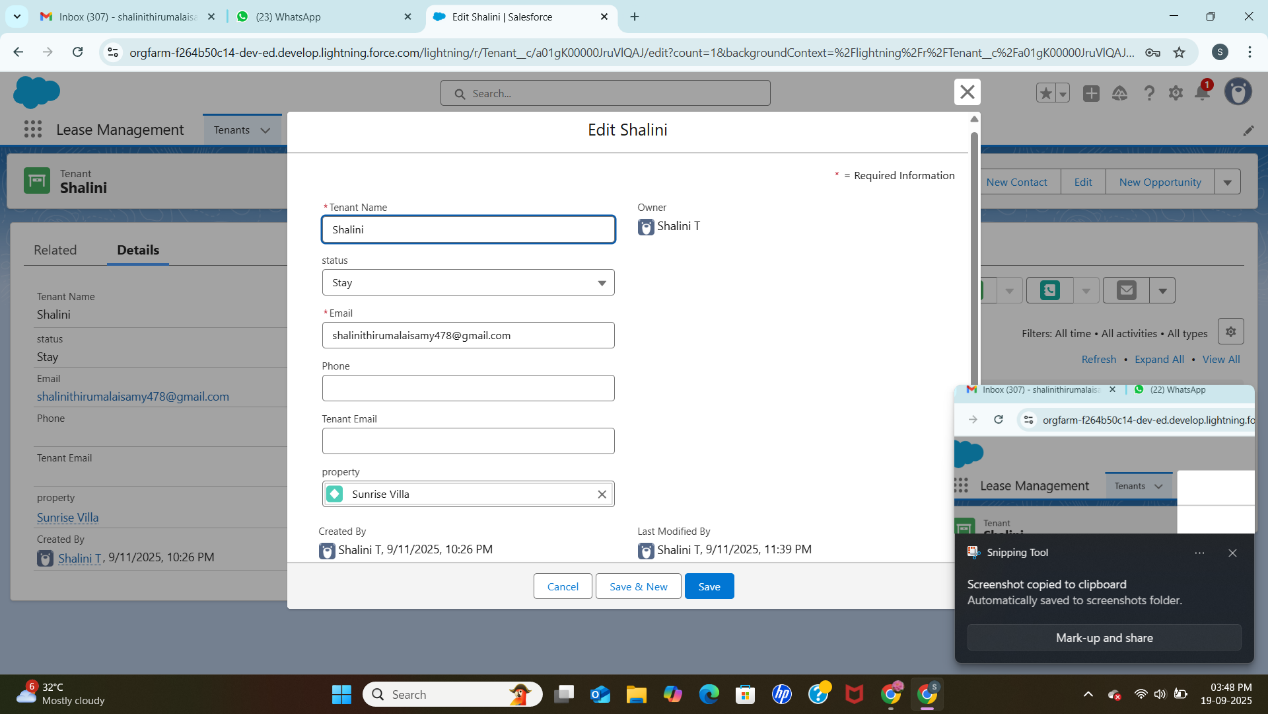 Inbox (307) - shalinithirumalaisa
(23) WhatsApp
Edit Shalini | Salesforce
orgfarm-f264b50c14-dev-ed.develop.lightning.force.com/lightning/r/Tenant__c/a01gK00000JruVlQAJ/edit?count=1&backgroundContext=%2Flightning%2Fr%2FTenant__c%2Fa01gK00000JruVlQAJ...
S
Search...
1
Lease Management
Tenants
Edit Shalini
Tenant
Shalini
New Contact
Edit
New Opportunity
* = Required Information
Related
Details
Tenant Name
Shalini
status
Stay
Email
shalinithirumalaisamy478@gmail.com
Phone
Tenant Email
property
Sunrise Villa
Created By
Shalini T, 9/11/2025, 10:26 PM
* Tenant Name
Shalini
Owner
Shalini T
status
Stay
* Email
shalinithirumalaisamy478@gmail.com
Phone
Tenant Email
property
Sunrise Villa
Created By
Shalini T, 9/11/2025, 10:26 PM
Last Modified By
Shalini T, 9/11/2025, 11:39 PM
Cancel
Save & New
Save
Filters: All time • All activities • All types
Refresh • Expand All • View All
Inbox (307) - shalinithirumalaisa
(22) WhatsApp
orgfarm-f264b50c14-dev-ed.develop.lightning.fo
Lease Management
Tenants
Tenant
Snipping Tool
Screenshot copied to clipboard
Automatically saved to screenshots folder.
Mark-up and share
6
32°C
Mostly cloudy
Search
S
03:48 PM
19-09-2025